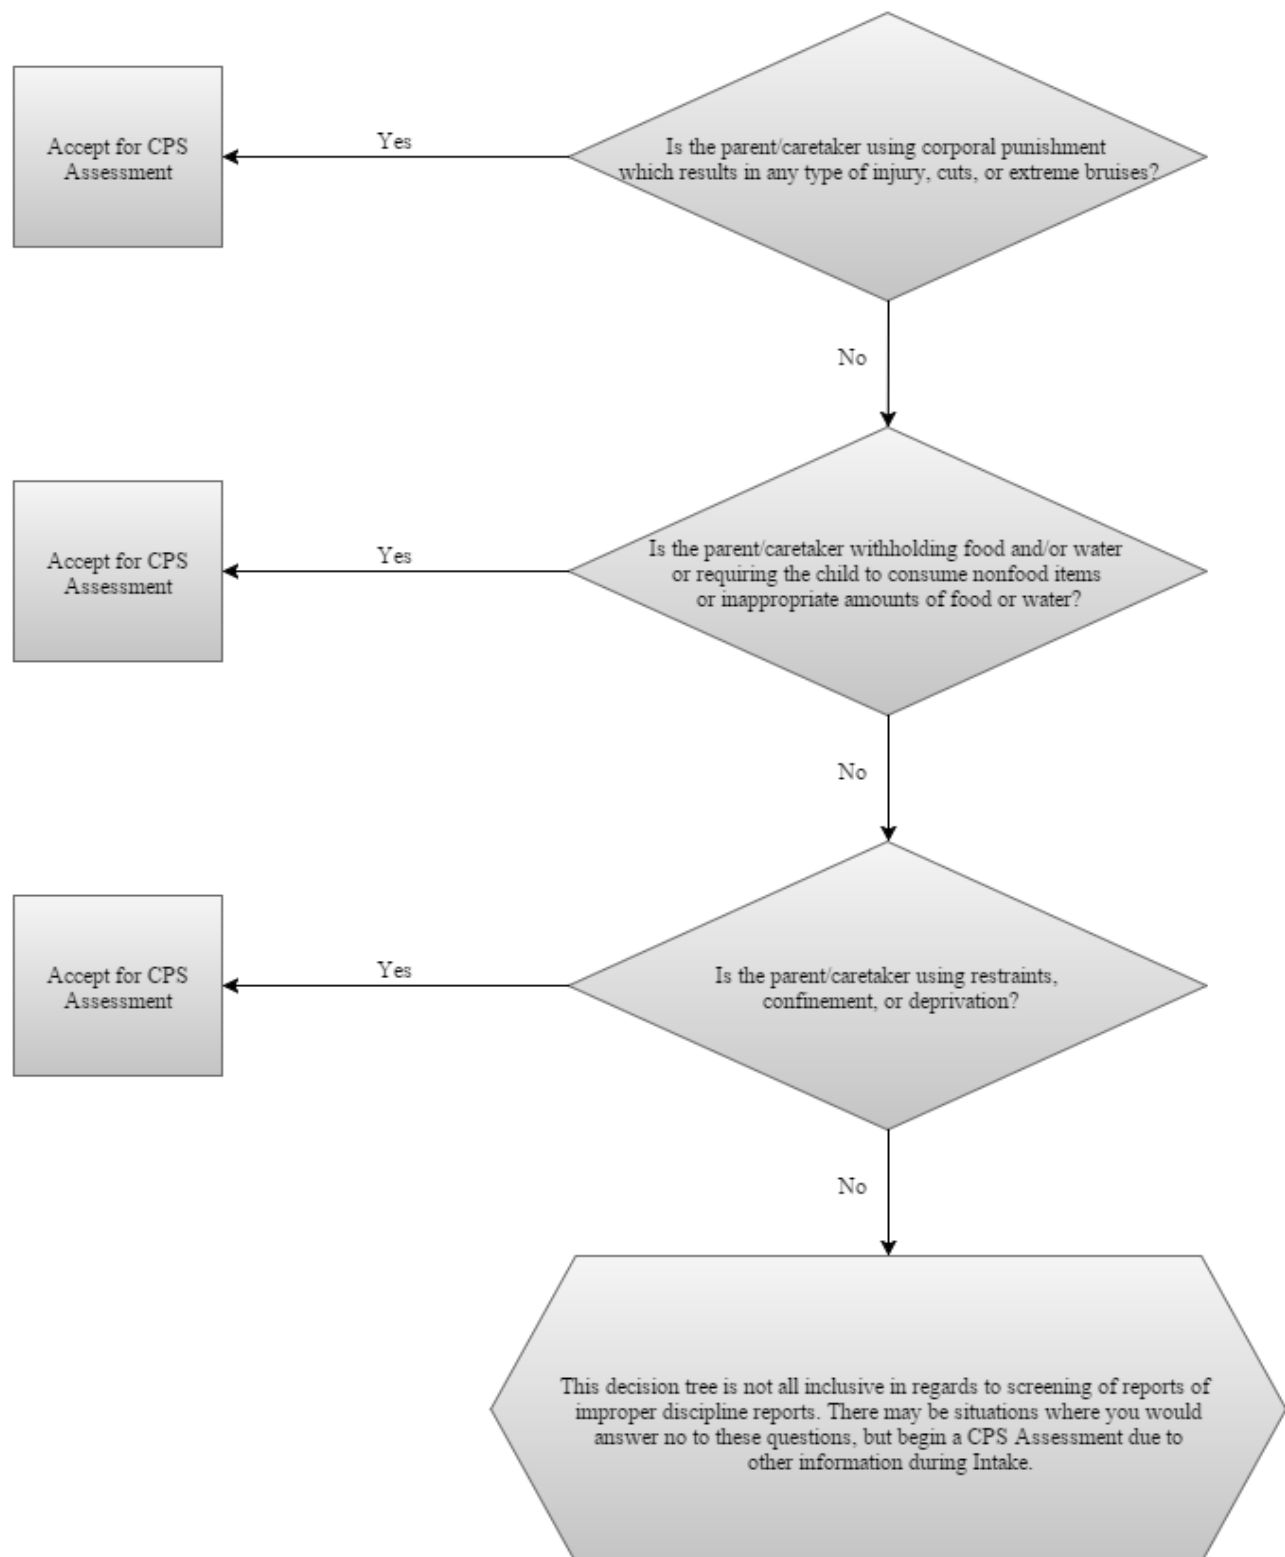 Is the parent/caretaker using corporal punishment
which results in any type of injury, cuts, or extreme bruises?
Yes
Accept for CPS
Assessment
No
Is the parent/caretaker withholding food and/or water
or requiring the child to consume nonfood items
or inappropriate amounts of food or water?
Yes
Accept for CPS
Assessment
No
Is the parent/caretaker using restraints,
confinement, or deprivation?
Yes
Accept for CPS
Assessment
No
This decision tree is not all inclusive in regards to screening of reports of
improper discipline reports. There may be situations where you would
answer no to these questions, but begin a CPS Assessment due to
other information during Intake.